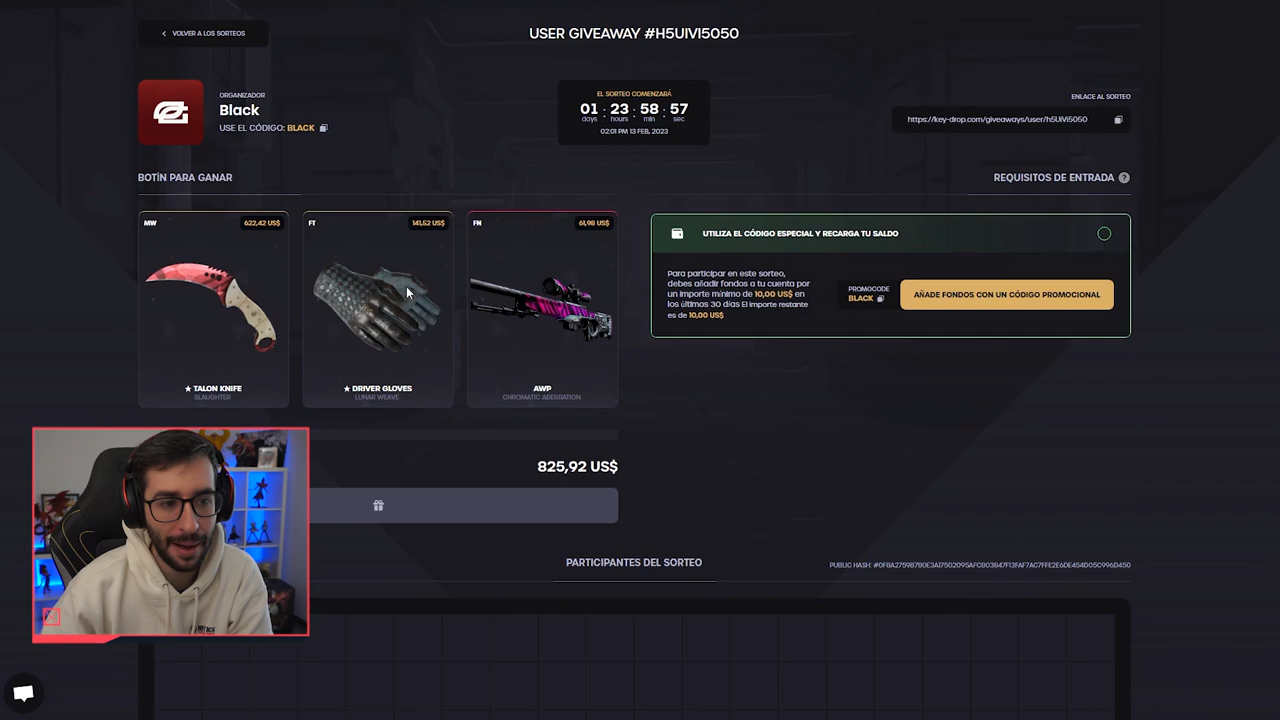 VOLVER A LOS SORTEOS
USER GIVEAWAY #H5UIVI5050
ORGANIZADOR
Black
USE EL CÓDIGO: BLACK
EL SORTEO COMENZARÁ
01 : 23 : 58 : 57
days hours min sec
02:01 PM 13 FEB, 2023
ENLACE AL SORTEO
https://key-drop.com/giveaways/user/h5UiVi5050
BOTÍN PARA GANAR
REQUISITOS DE ENTRADA ?
MW 622,42 US$
★ TALON KNIFE
SLAUGHTER
FT 141,52 US$
★ DRIVER GLOVES
LUNAR WEAVE
FN 61,98 US$
AWP
CHROMATIC ABERRATION
UTILIZA EL CÓDIGO ESPECIAL Y RECARGA TU SALDO
Para participar en este sorteo,
debes añadir fondos a tu cuenta por
un importe mínimo de 10,00 US$ en
los últimos 30 días El importe restante
es de 10,00 US$
PROMOCODE
BLACK
AÑADE FONDOS CON UN CÓDIGO PROMOCIONAL
825,92 US$
PARTICIPANTES DEL SORTEO